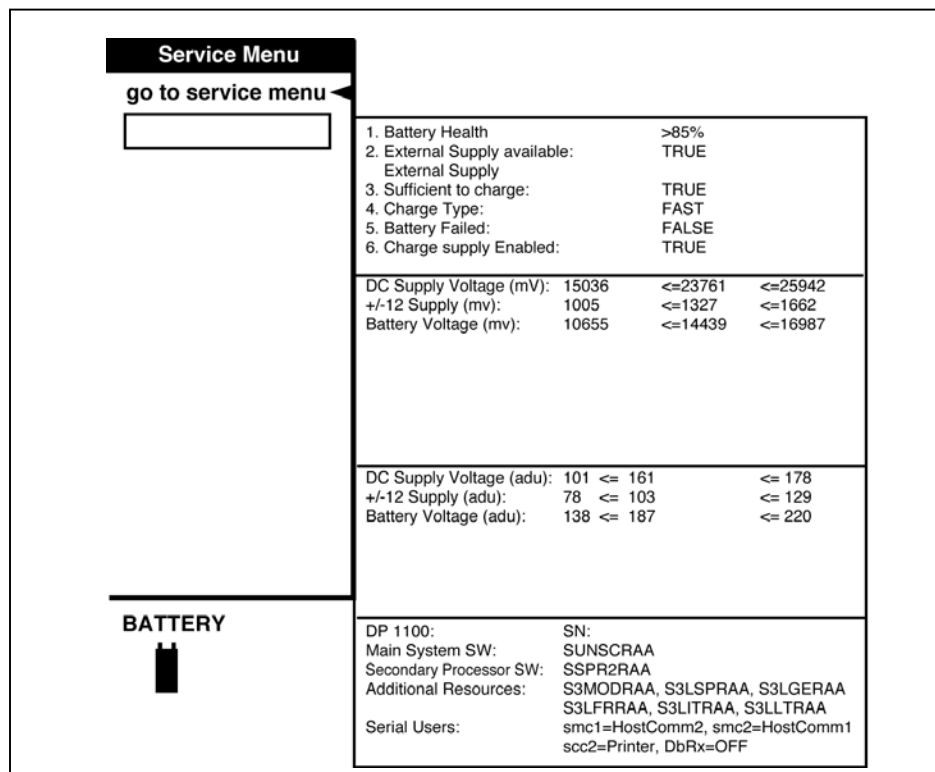 Service Menu
go to service menu
1. Battery Health >85%
2. External Supply available: TRUE
External Supply
3. Sufficient to charge: TRUE
4. Charge Type: FAST
5. Battery Failed: FALSE
6. Charge supply Enabled: TRUE
DC Supply Voltage (mV): 15036 <=23761 <=25942
+/-12 Supply (mv): 1005 <=1327 <=1662
Battery Voltage (mv): 10655 <=14439 <=16987
DC Supply Voltage (adu): 101 <= 161 <= 178
+/-12 Supply (adu): 78 <= 103 <= 129
Battery Voltage (adu): 138 <= 187 <= 220
BATTERY
DP 1100: SN:
Main System SW: SUNSCRAA
Secondary Processor SW: SSPR2RAA
Additional Resources: S3MODRAA, S3LSPRAA, S3LGERAA
S3LFRRAA, S3LITRAA, S3LLTRAA
Serial Users: smc1=HostComm2, smc2=HostComm1
scc2=Printer, DbRx=OFF